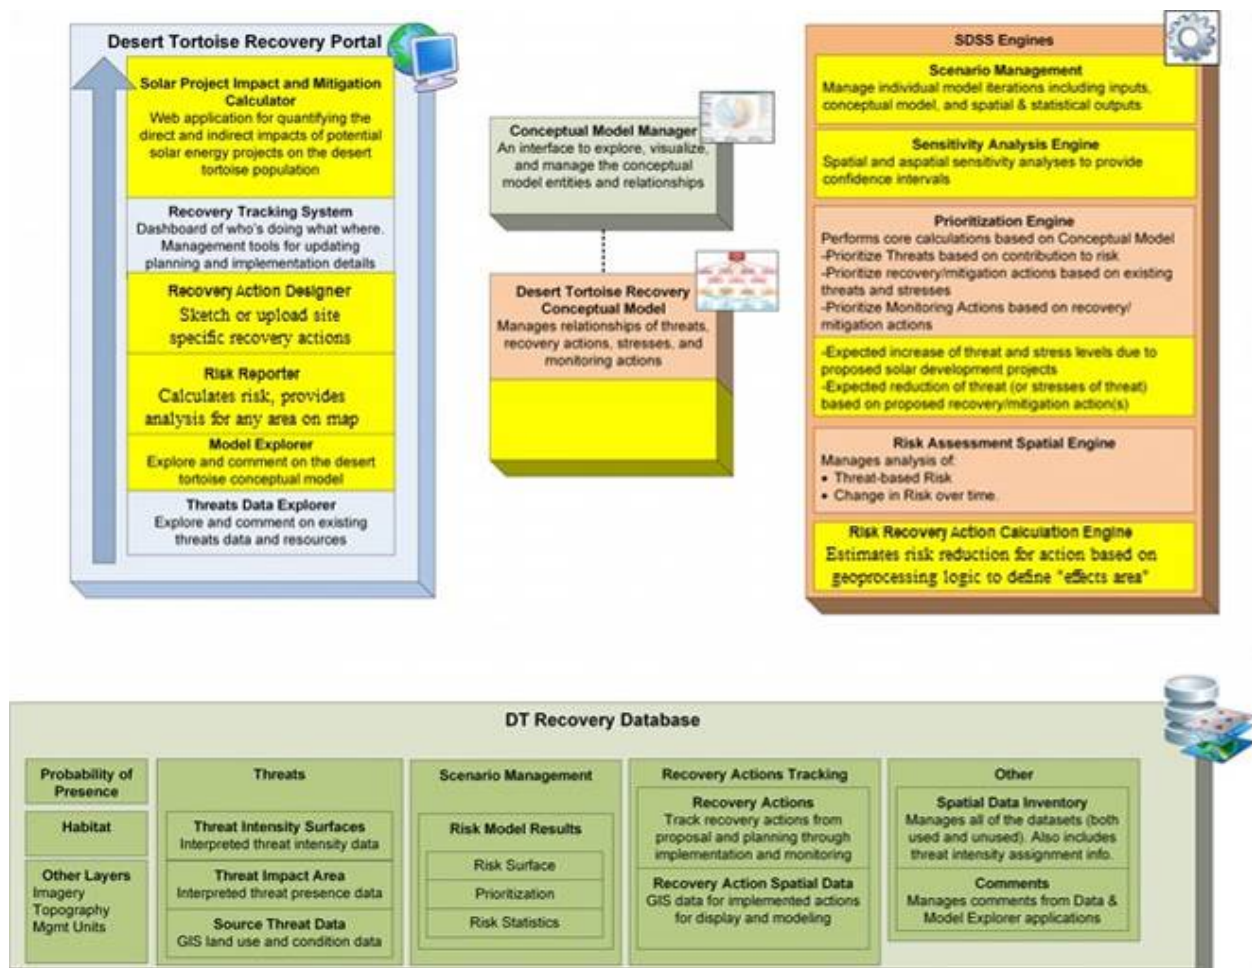 Desert Tortoise Recovery Portal
Solar Project Impact and Mitigation
Calculator
Web application for quantifying the
direct and indirect impacts of potential
solar energy projects on the desert
tortoise population
Recovery Tracking System
Dashboard of who's doing what where.
Management tools for updating
planning and implementation details
Recovery Action Designer
Sketch or upload site
specific recovery actions
Risk Reporter
Calculates risk, provides
analysis for any area on map
Model Explorer
Explore and comment on the desert
tortoise conceptual model
Threats Data Explorer
Explore and comment on existing
threats data and resources
Conceptual Model Manager
An interface to explore, visualize,
and manage the conceptual
model entities and relationships
Desert Tortoise Recovery
Conceptual Model
Manages relationships of threats,
recovery actions, stresses, and
monitoring actions
SDSS Engines
Scenario Management
Manage individual model iterations including inputs,
conceptual model, and spatial & statistical outputs
Sensitivity Analysis Engine
Spatial and aspatial sensitivity analyses to provide
confidence intervals
Prioritization Engine
Performs core calculations based on Conceptual Model
-Prioritize Threats based on contribution to risk
-Prioritize recovery/mitigation actions based on existing
threats and stresses
-Prioritize Monitoring Actions based on recovery/
mitigation actions
-Expected increase of threat and stress levels due to
proposed solar development projects
-Expected reduction of threat (or stresses of threat)
based on proposed recovery/mitigation action(s)
Risk Assessment Spatial Engine
Manages analysis of:
• Threat-based Risk
• Change in Risk over time.
Risk Recovery Action Calculation Engine
Estimates risk reduction for action based on
geoprocessing logic to define "effects area"
DT Recovery Database
Probability of
Presence
Habitat
Other Layers
Imagery
Topography
Mgmt Units
Threats
Threat Intensity Surfaces
Interpreted threat intensity data
Threat Impact Area
Interpreted threat presence data
Source Threat Data
GIS land use and condition data
Scenario Management
Risk Model Results
Risk Surface
Prioritization
Risk Statistics
Recovery Actions Tracking
Recovery Actions
Track recovery actions from
proposal and planning through
implementation and monitoring
Recovery Action Spatial Data
GIS data for implemented actions
for display and modeling
Other
Spatial Data Inventory
Manages all of the datasets (both
used and unused). Also includes
threat intensity assignment info.
Comments
Manages comments from Data &
Model Explorer applications